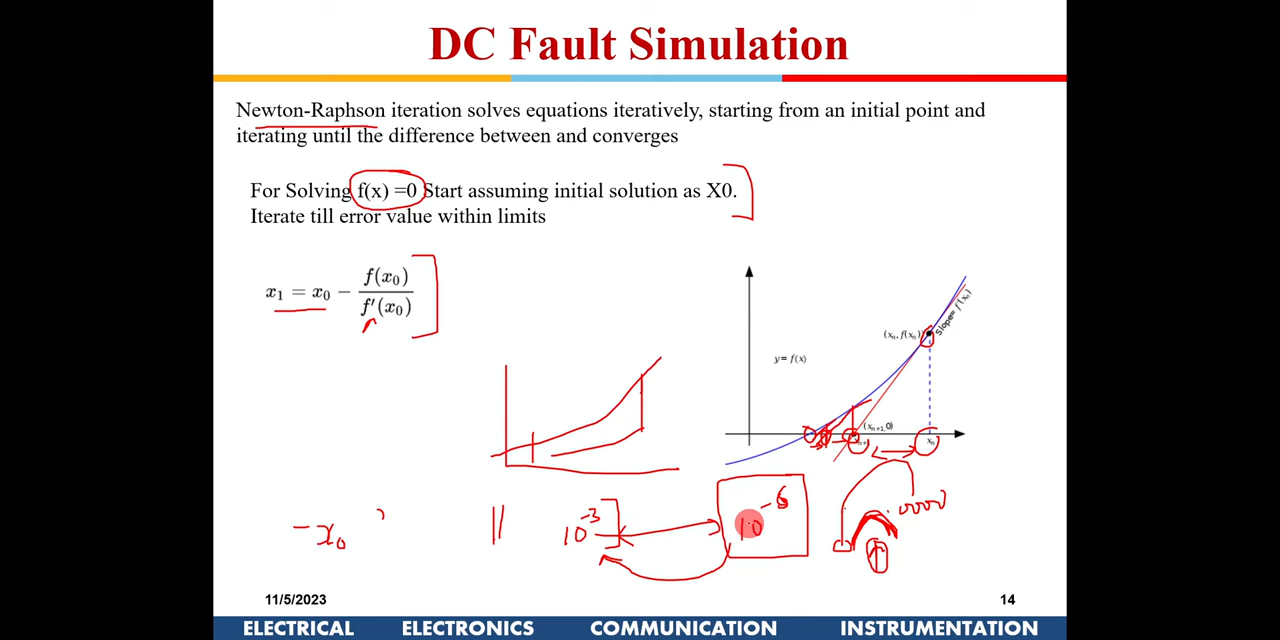 DC Fault Simulation
Newton-Raphson iteration solves equations iteratively, starting from an initial point and
iterating until the difference between and converges
For Solving f(x) =0 Start assuming initial solution as X0.
Iterate till error value within limits
x₁ = x₀ − f(x₀) / f′(x₀)
Slope= f'(xₙ)
(xₙ, f(xₙ))
y= f(x)
(xₙ₊₁, 0)
xₙ₊₁ xₙ
10⁻³ 10⁻⁶ .0000
− x₀
11/5/2023 14
ELECTRICAL ELECTRONICS COMMUNICATION INSTRUMENTATION